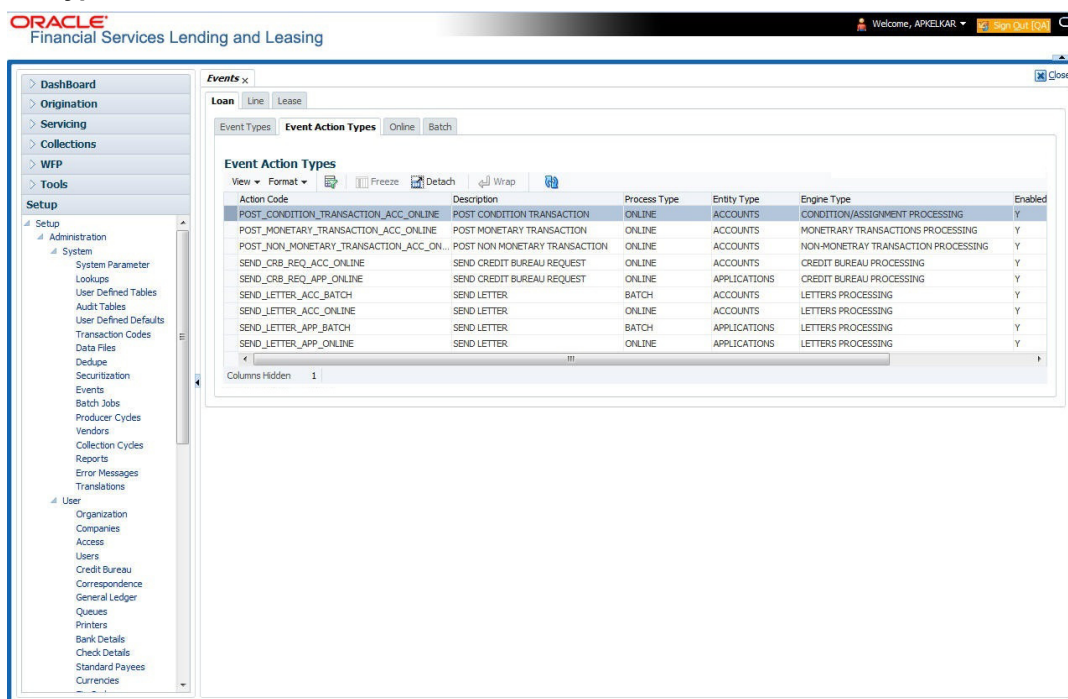 ORACLE
Financial Services Lending and Leasing
Welcome, APKELKAR
Sign Out [QA]
DashBoard
Origination
Servicing
Collections
WFP
Tools
Setup
Setup
Administration
System
System Parameter
Lookups
User Defined Tables
Audit Tables
User Defined Defaults
Transaction Codes
Data Files
Dedupe
Securitization
Events
Batch Jobs
Producer Cycles
Vendors
Collection Cycles
Reports
Error Messages
Translations
User
Organization
Companies
Access
Users
Credit Bureau
Correspondence
General Ledger
Queues
Printers
Bank Details
Check Details
Standard Payees
Currencies
Events x
Close
Loan Line Lease
Event Types Event Action Types Online Batch
Event Action Types
View Format Freeze Detach Wrap
Action Code Description Process Type Entity Type Engine Type Enabled
POST_CONDITION_TRANSACTION_ACC_ONLINE POST CONDITION TRANSACTION ONLINE ACCOUNTS CONDITION/ASSIGNMENT PROCESSING Y
POST_MONETARY_TRANSACTION_ACC_ONLINE POST MONETARY TRANSACTION ONLINE ACCOUNTS MONETRARY TRANSACTIONS PROCESSING Y
POST_NON_MONETARY_TRANSACTION_ACC_ON... POST NON MONETARY TRANSACTION ONLINE ACCOUNTS NON-MONETRAY TRANSACTION PROCESSING Y
SEND_CRB_REQ_ACC_ONLINE SEND CREDIT BUREAU REQUEST ONLINE ACCOUNTS CREDIT BUREAU PROCESSING Y
SEND_CRB_REQ_APP_ONLINE SEND CREDIT BUREAU REQUEST ONLINE APPLICATIONS CREDIT BUREAU PROCESSING Y
SEND_LETTER_ACC_BATCH SEND LETTER BATCH ACCOUNTS LETTERS PROCESSING Y
SEND_LETTER_ACC_ONLINE SEND LETTER ONLINE ACCOUNTS LETTERS PROCESSING Y
SEND_LETTER_APP_BATCH SEND LETTER BATCH APPLICATIONS LETTERS PROCESSING Y
SEND_LETTER_APP_ONLINE SEND LETTER ONLINE APPLICATIONS LETTERS PROCESSING Y
Columns Hidden 1